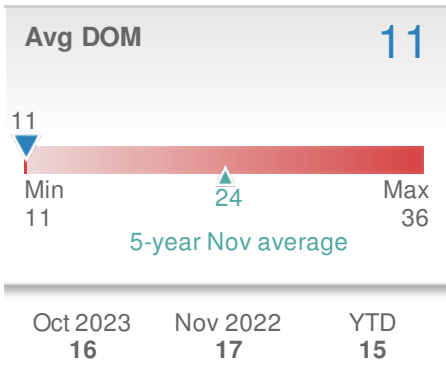 Avg DOM 11
11
Min Max
11 24 36
5-year Nov average
Oct 2023 Nov 2022 YTD
16 17 15